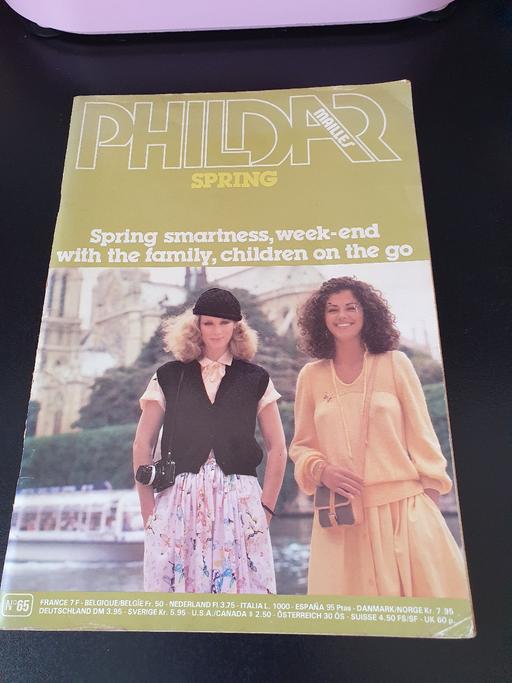 PHILDAR
MAILLES
SPRING
Spring smartness, week-end
with the family, children on the go
N°65
FRANCE 7 F - BELGIQUE/BELGIË Fr. 50 - NEDERLAND Fl 3.75 - ITALIA L. 1000 - ESPAÑA 95 Ptas - DANMARK/NORGE Kr. 7.95
DEUTSCHLAND DM 3.95 - SVERIGE Kr. 5.95 - U.S.A./CANADA $ 2.50 - ÖSTERREICH 30 ÖS - SUISSE 4.50 FS/SF - UK 60 p.